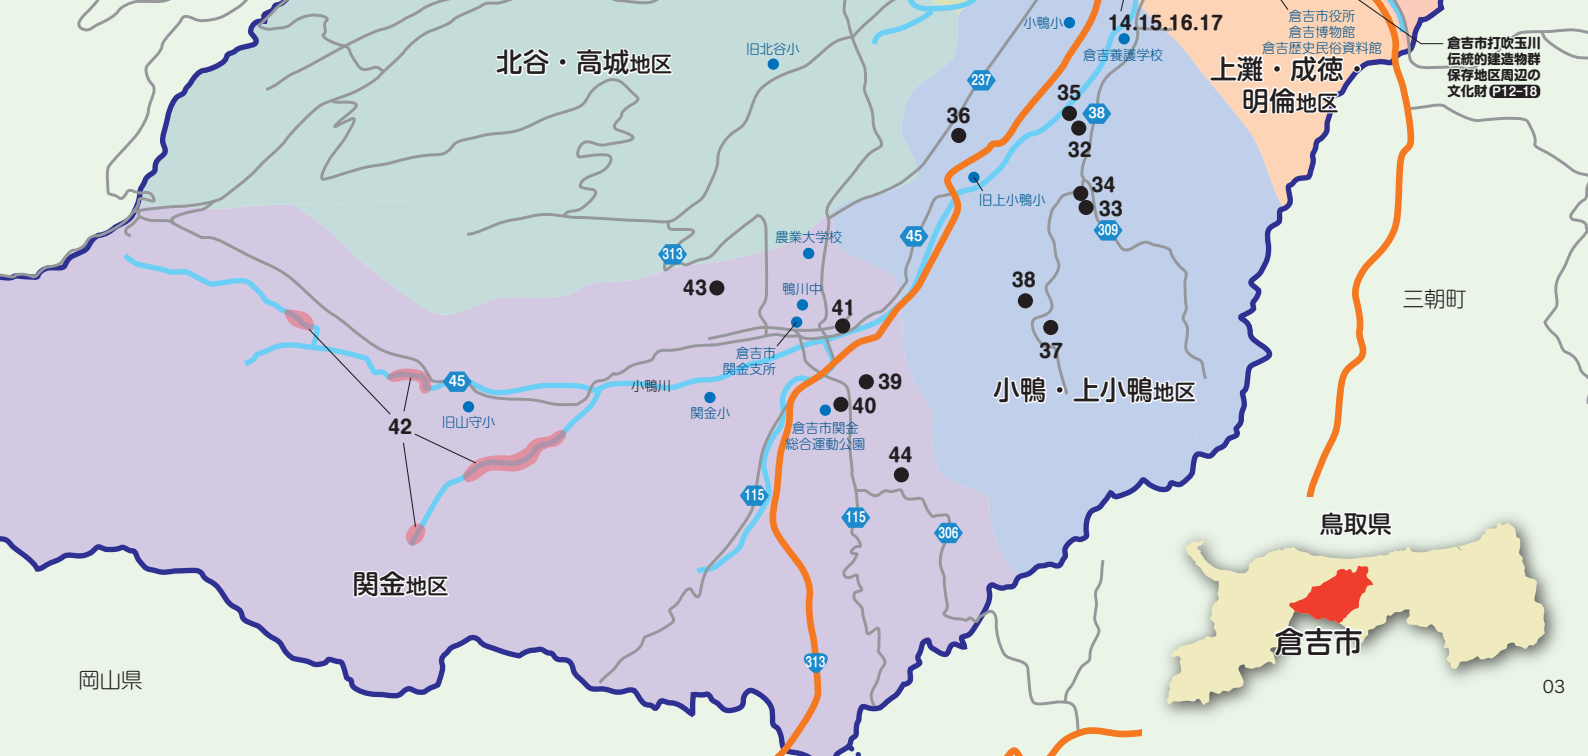 小鴨小
14.15.16.17
倉吉養護学校
倉吉市役所
倉吉博物館
倉吉歴史民俗資料館
倉吉市打吹玉川
伝統的建造物群
保存地区周辺の
文化財 P12-18
北谷・高城地区
旧北谷小
237
上灘・成徳・
明倫地区
35
38
36
32
34
33
旧上小鴨小
309
45
農業大学校
313
43
鴨川中
41
38
37
三朝町
倉吉市
関金支所
小鴨川
45
旧山守小
関金小
39
40
小鴨・上小鴨地区
42
倉吉市関金
総合運動公園
44
115
115
306
関金地区
鳥取県
倉吉市
313
岡山県
03